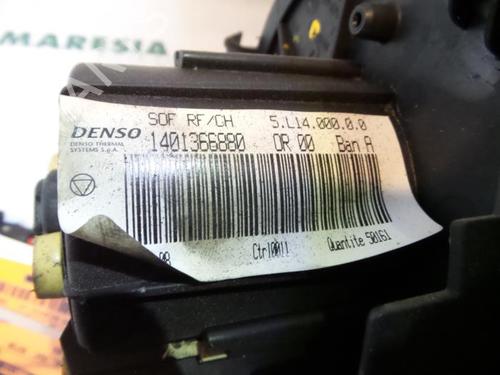 MARESIA
SOF RF/CH 5.L14.000.0.0
DENSO
DENSO THERMAL
SYSTEMS S.p.A.
1401366880 OR 00 Ban A
Ctrl0011
Quantite 50161